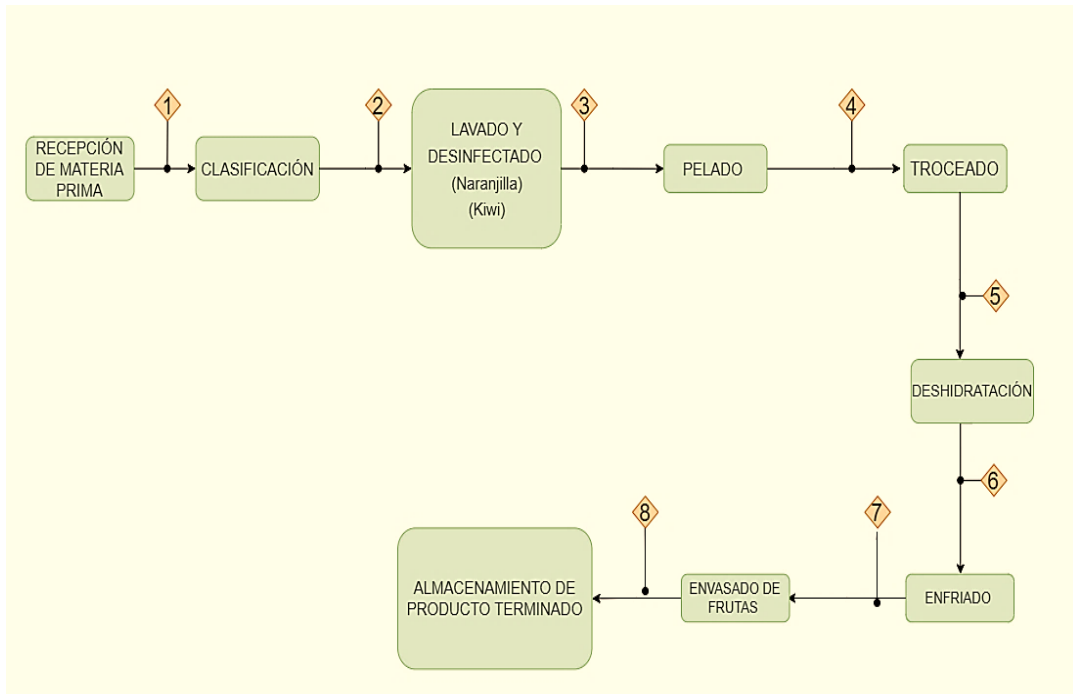 1
2
3
4
RECEPCIÓN
DE MATERIA
PRIMA
CLASIFICACIÓN
LAVADO Y
DESINFECTADO
(Naranjilla)
(Kiwi)
PELADO
TROCEADO
5
DESHIDRATACIÓN
6
7
8
ENFRIADO
ENVASADO DE
FRUTAS
ALMACENAMIENTO DE
PRODUCTO TERMINADO